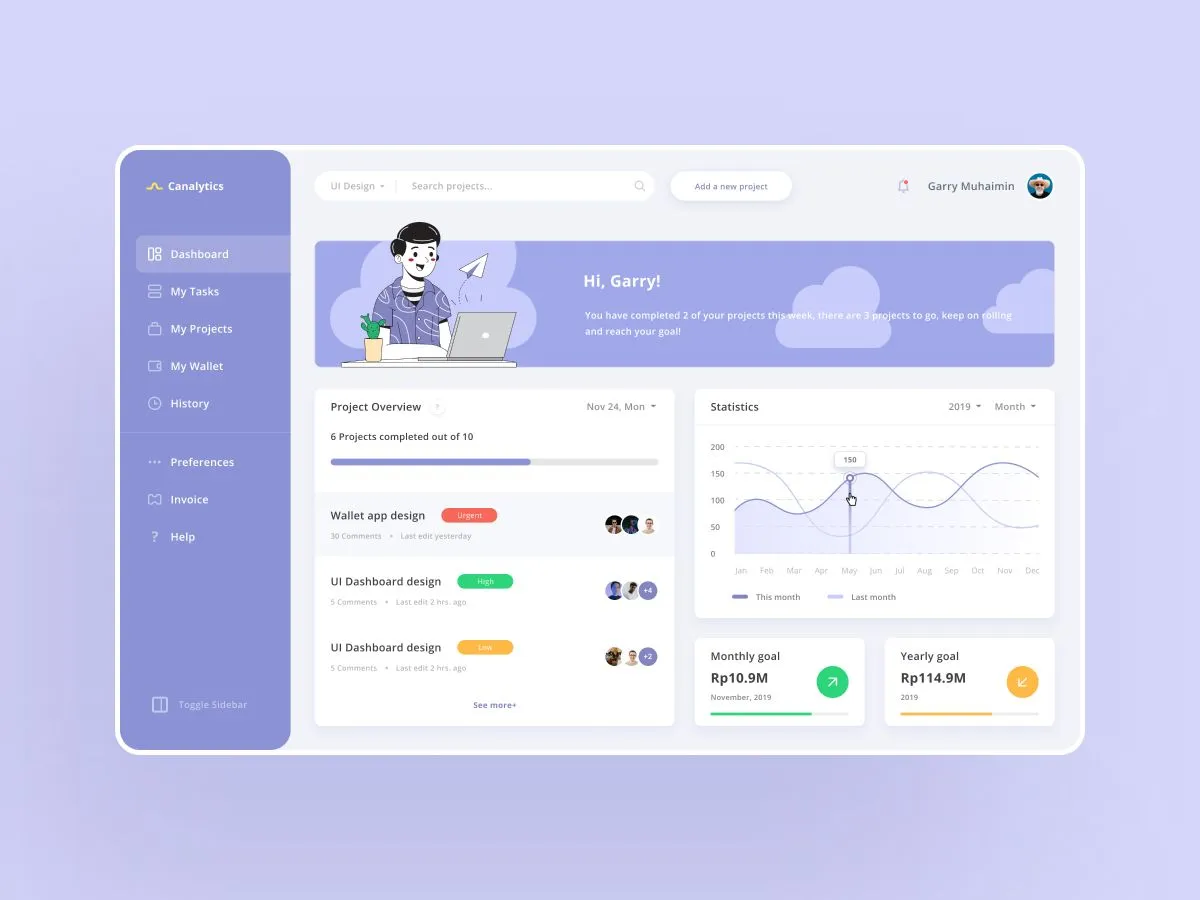 Canalytics
Dashboard
My Tasks
My Projects
My Wallet
History
Preferences
Invoice
? Help
Toggle Sidebar
UI Design
Search projects...
Add a new project
Garry Muhaimin
Hi, Garry!
You have completed 2 of your projects this week, there are 3 projects to go, keep on rolling
and reach your goal!
Project Overview ?
Nov 24, Mon
6 Projects completed out of 10
Wallet app design Urgent
30 Comments • Last edit yesterday
UI Dashboard design High
5 Comments • Last edit 2 hrs. ago
+4
UI Dashboard design Low
5 Comments • Last edit 2 hrs. ago
+2
See more+
Statistics
2019 Month
200
150
100
50
0
150
Jan Feb Mar Apr May Jun Jul Aug Sep Oct Nov Dec
This month Last month
Monthly goal
Rp10.9M
November, 2019
Yearly goal
Rp114.9M
2019